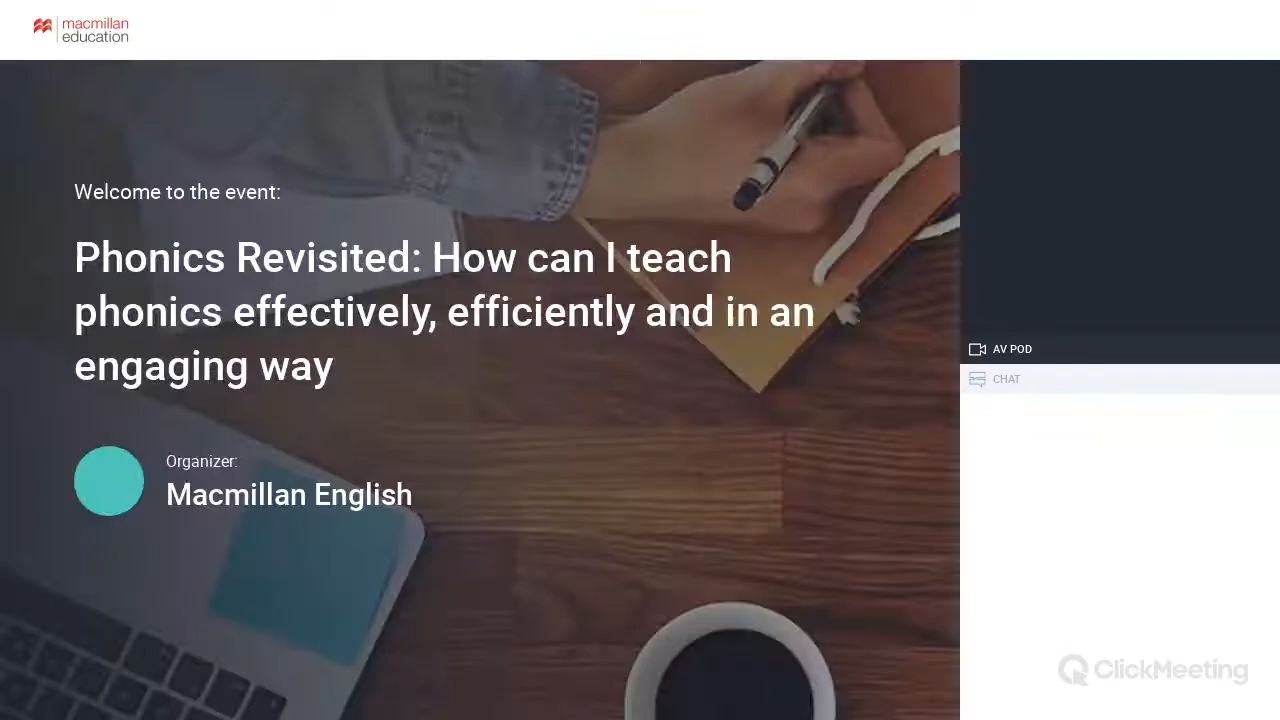 macmillan
education
Welcome to the event:
Phonics Revisited: How can I teach
phonics effectively, efficiently and in an
engaging way
Organizer:
Macmillan English
AV POD
CHAT
ClickMeeting